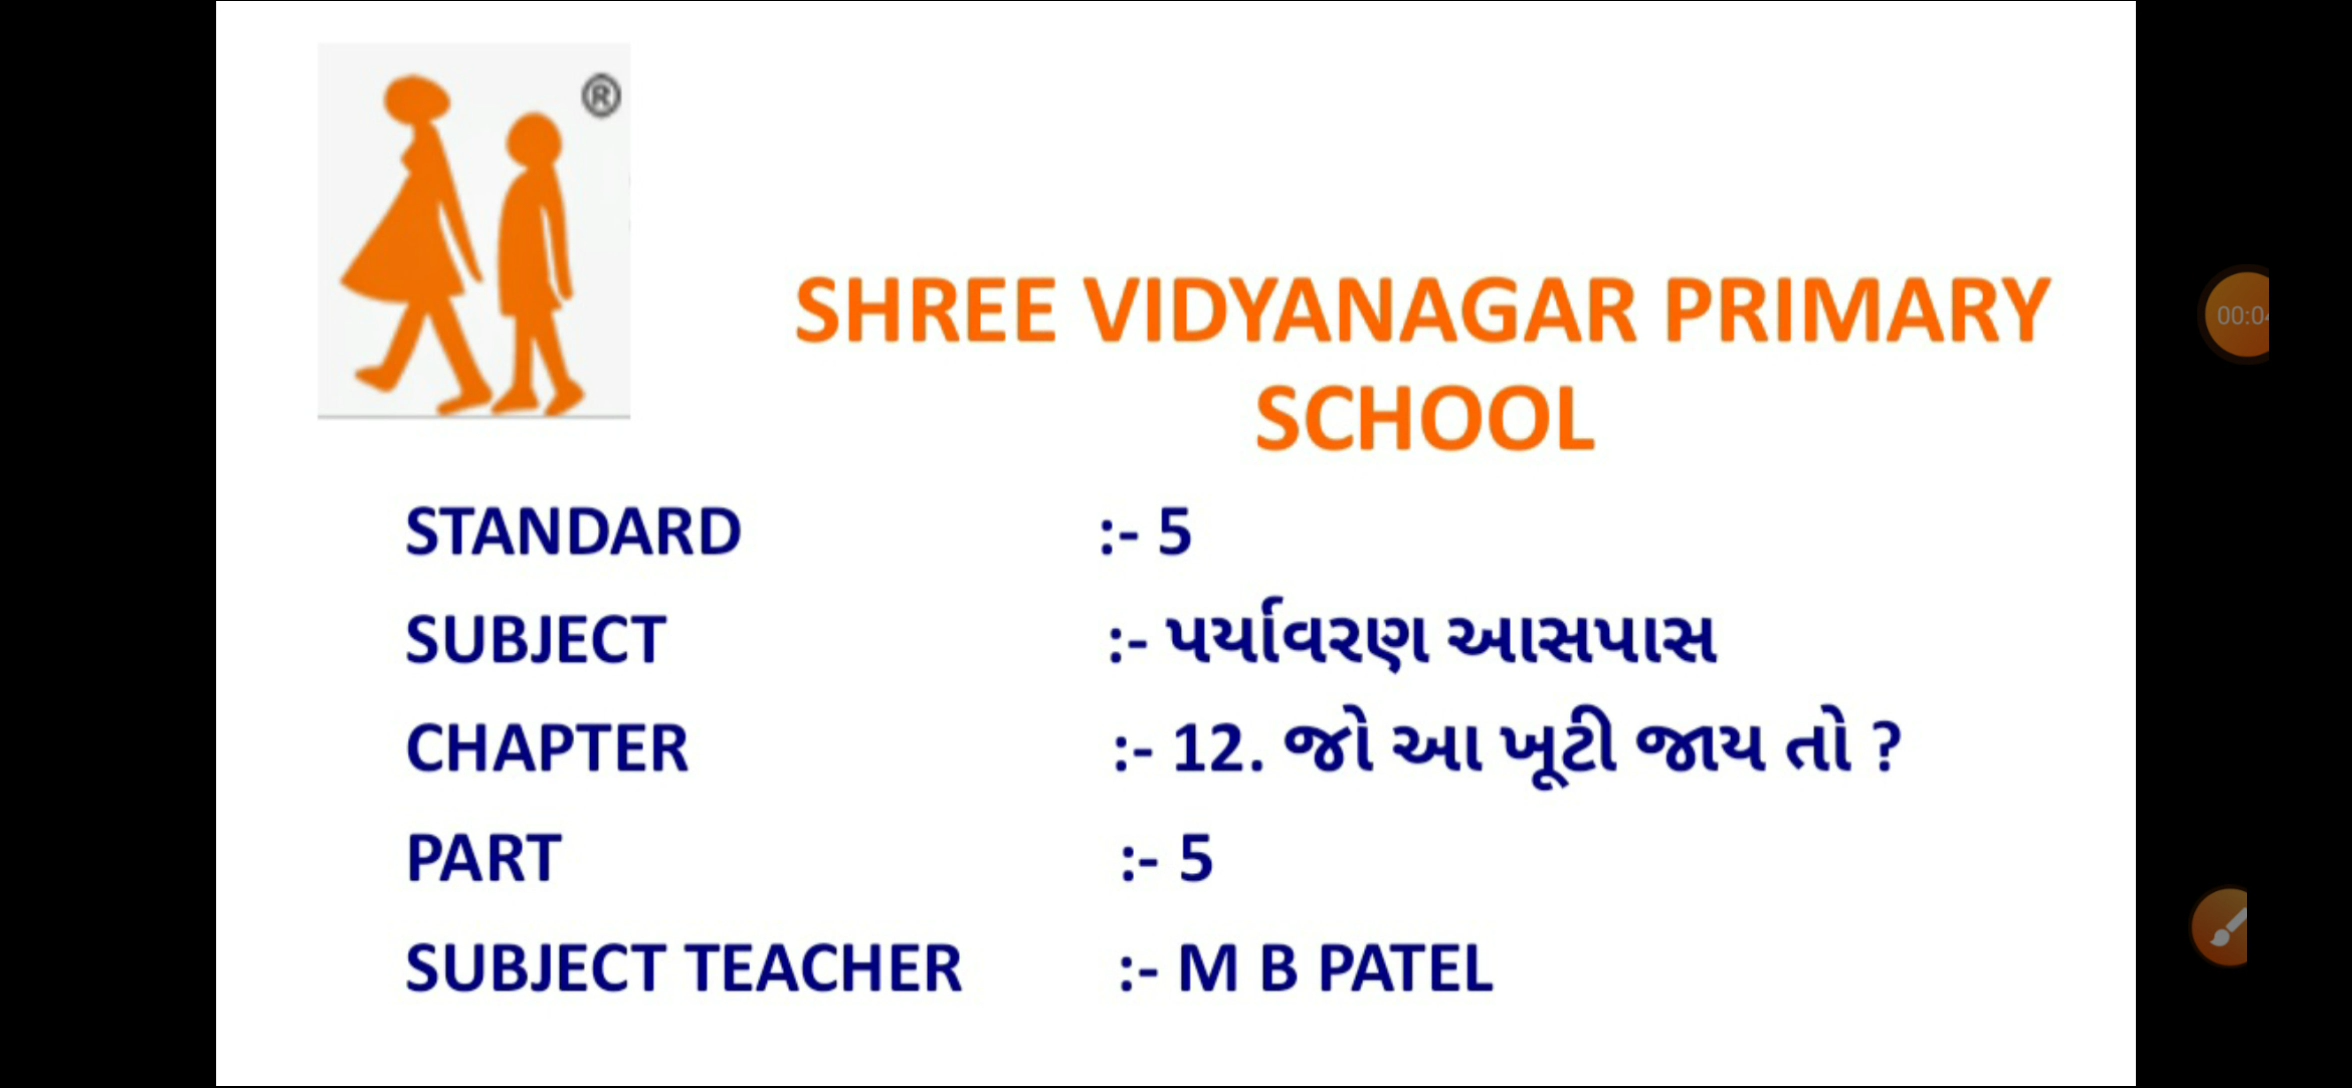 ®
SHREE VIDYANAGAR PRIMARY
SCHOOL
STANDARD :- 5
SUBJECT :- પર્યાવરણ આસપાસ
CHAPTER :- 12. જો આ ખૂટી જાય તો ?
PART :- 5
SUBJECT TEACHER :- M B PATEL